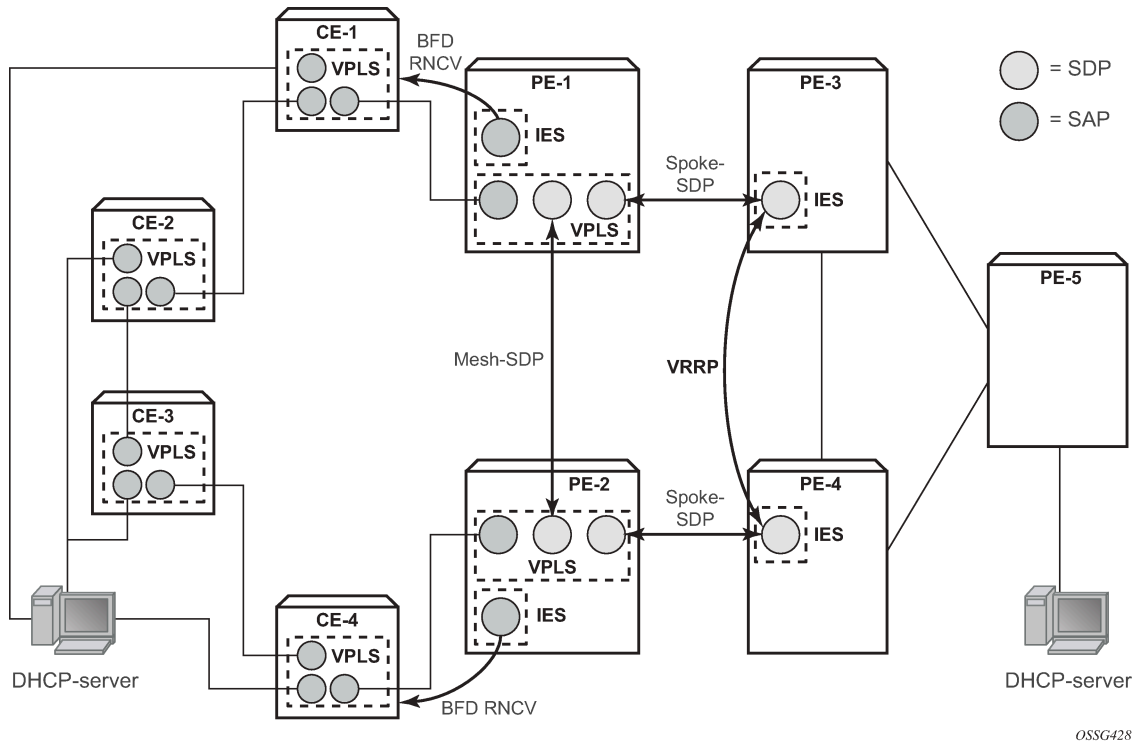 CE-1
VPLS
BFD
RNCV
PE-1
IES
VPLS
Spoke-
SDP
PE-3
IES
= SDP
= SAP
CE-2
VPLS
PE-5
Mesh-SDP
VRRP
CE-3
VPLS
PE-2
VPLS
IES
Spoke-
SDP
PE-4
IES
CE-4
VPLS
BFD RNCV
DHCP-server
DHCP-server
OSSG428